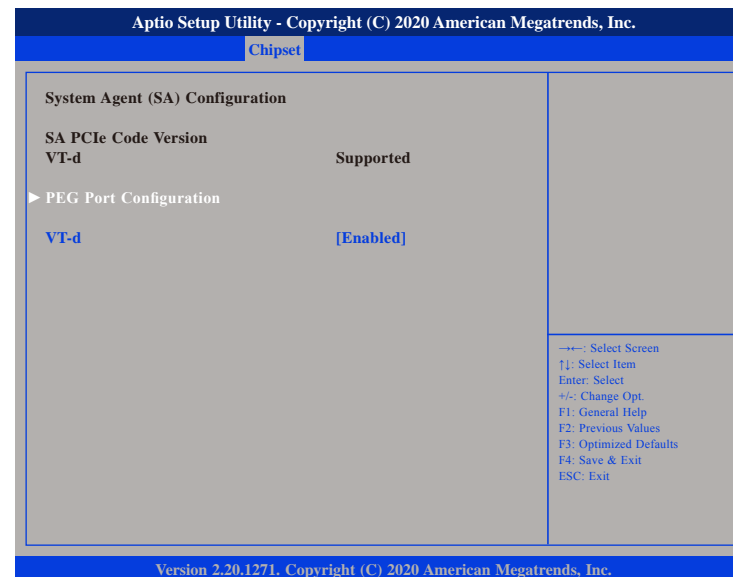 Aptio Setup Utility - Copyright (C) 2020 American Megatrends, Inc.
Chipset
System Agent (SA) Configuration
SA PCIe Code Version
VT-d Supported
► PEG Port Configuration
VT-d [Enabled]
→←: Select Screen
↑↓: Select Item
Enter: Select
+/-: Change Opt.
F1: General Help
F2: Previous Values
F3: Optimized Defaults
F4: Save & Exit
ESC: Exit
Version 2.20.1271. Copyright (C) 2020 American Megatrends, Inc.